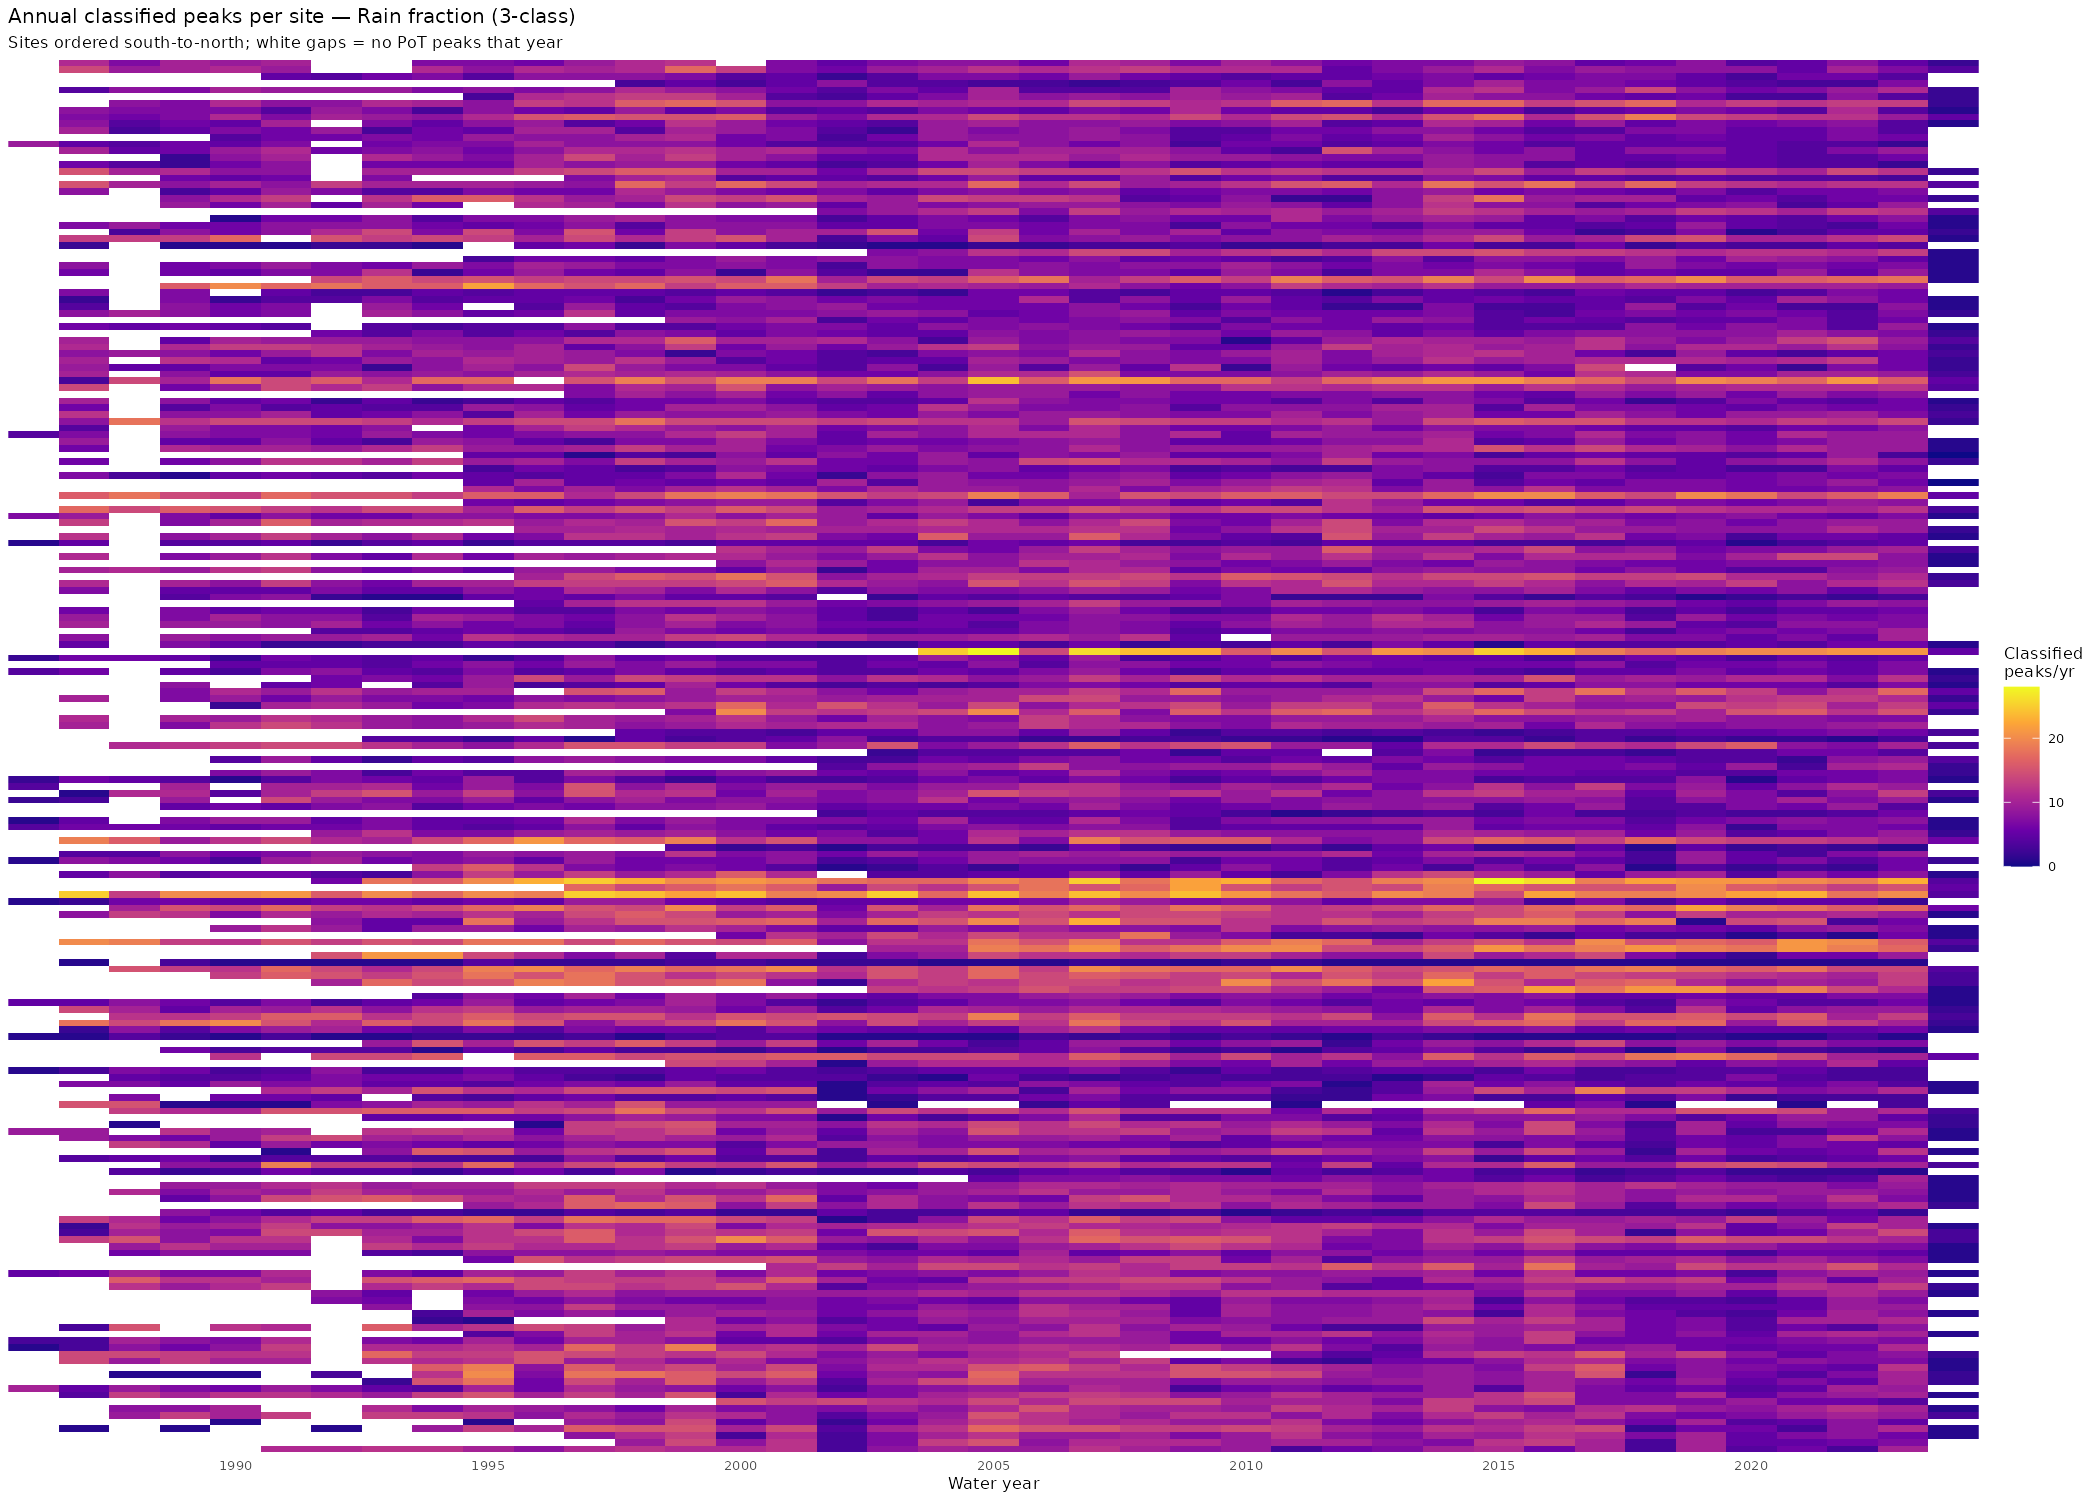 Annual classified peaks per site — Rain fraction (3-class)
Sites ordered south-to-north; white gaps = no PoT peaks that year
Classified
peaks/yr
20
10
0
1990
1995
2000
2005
2010
2015
2020
Water year